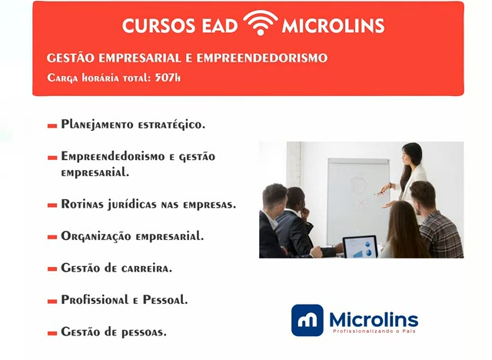 CURSOS EAD MICROLINS
GESTÃO EMPRESARIAL E EMPREENDEDORISMO
Carga horária total: 507h
Planejamento estratégico.
Empreendedorismo e gestão
empresarial.
Rotinas jurídicas nas empresas.
Organização empresarial.
Gestão de carreira.
Profissional e Pessoal.
Gestão de pessoas.
Microlins
Profissionalizando o País